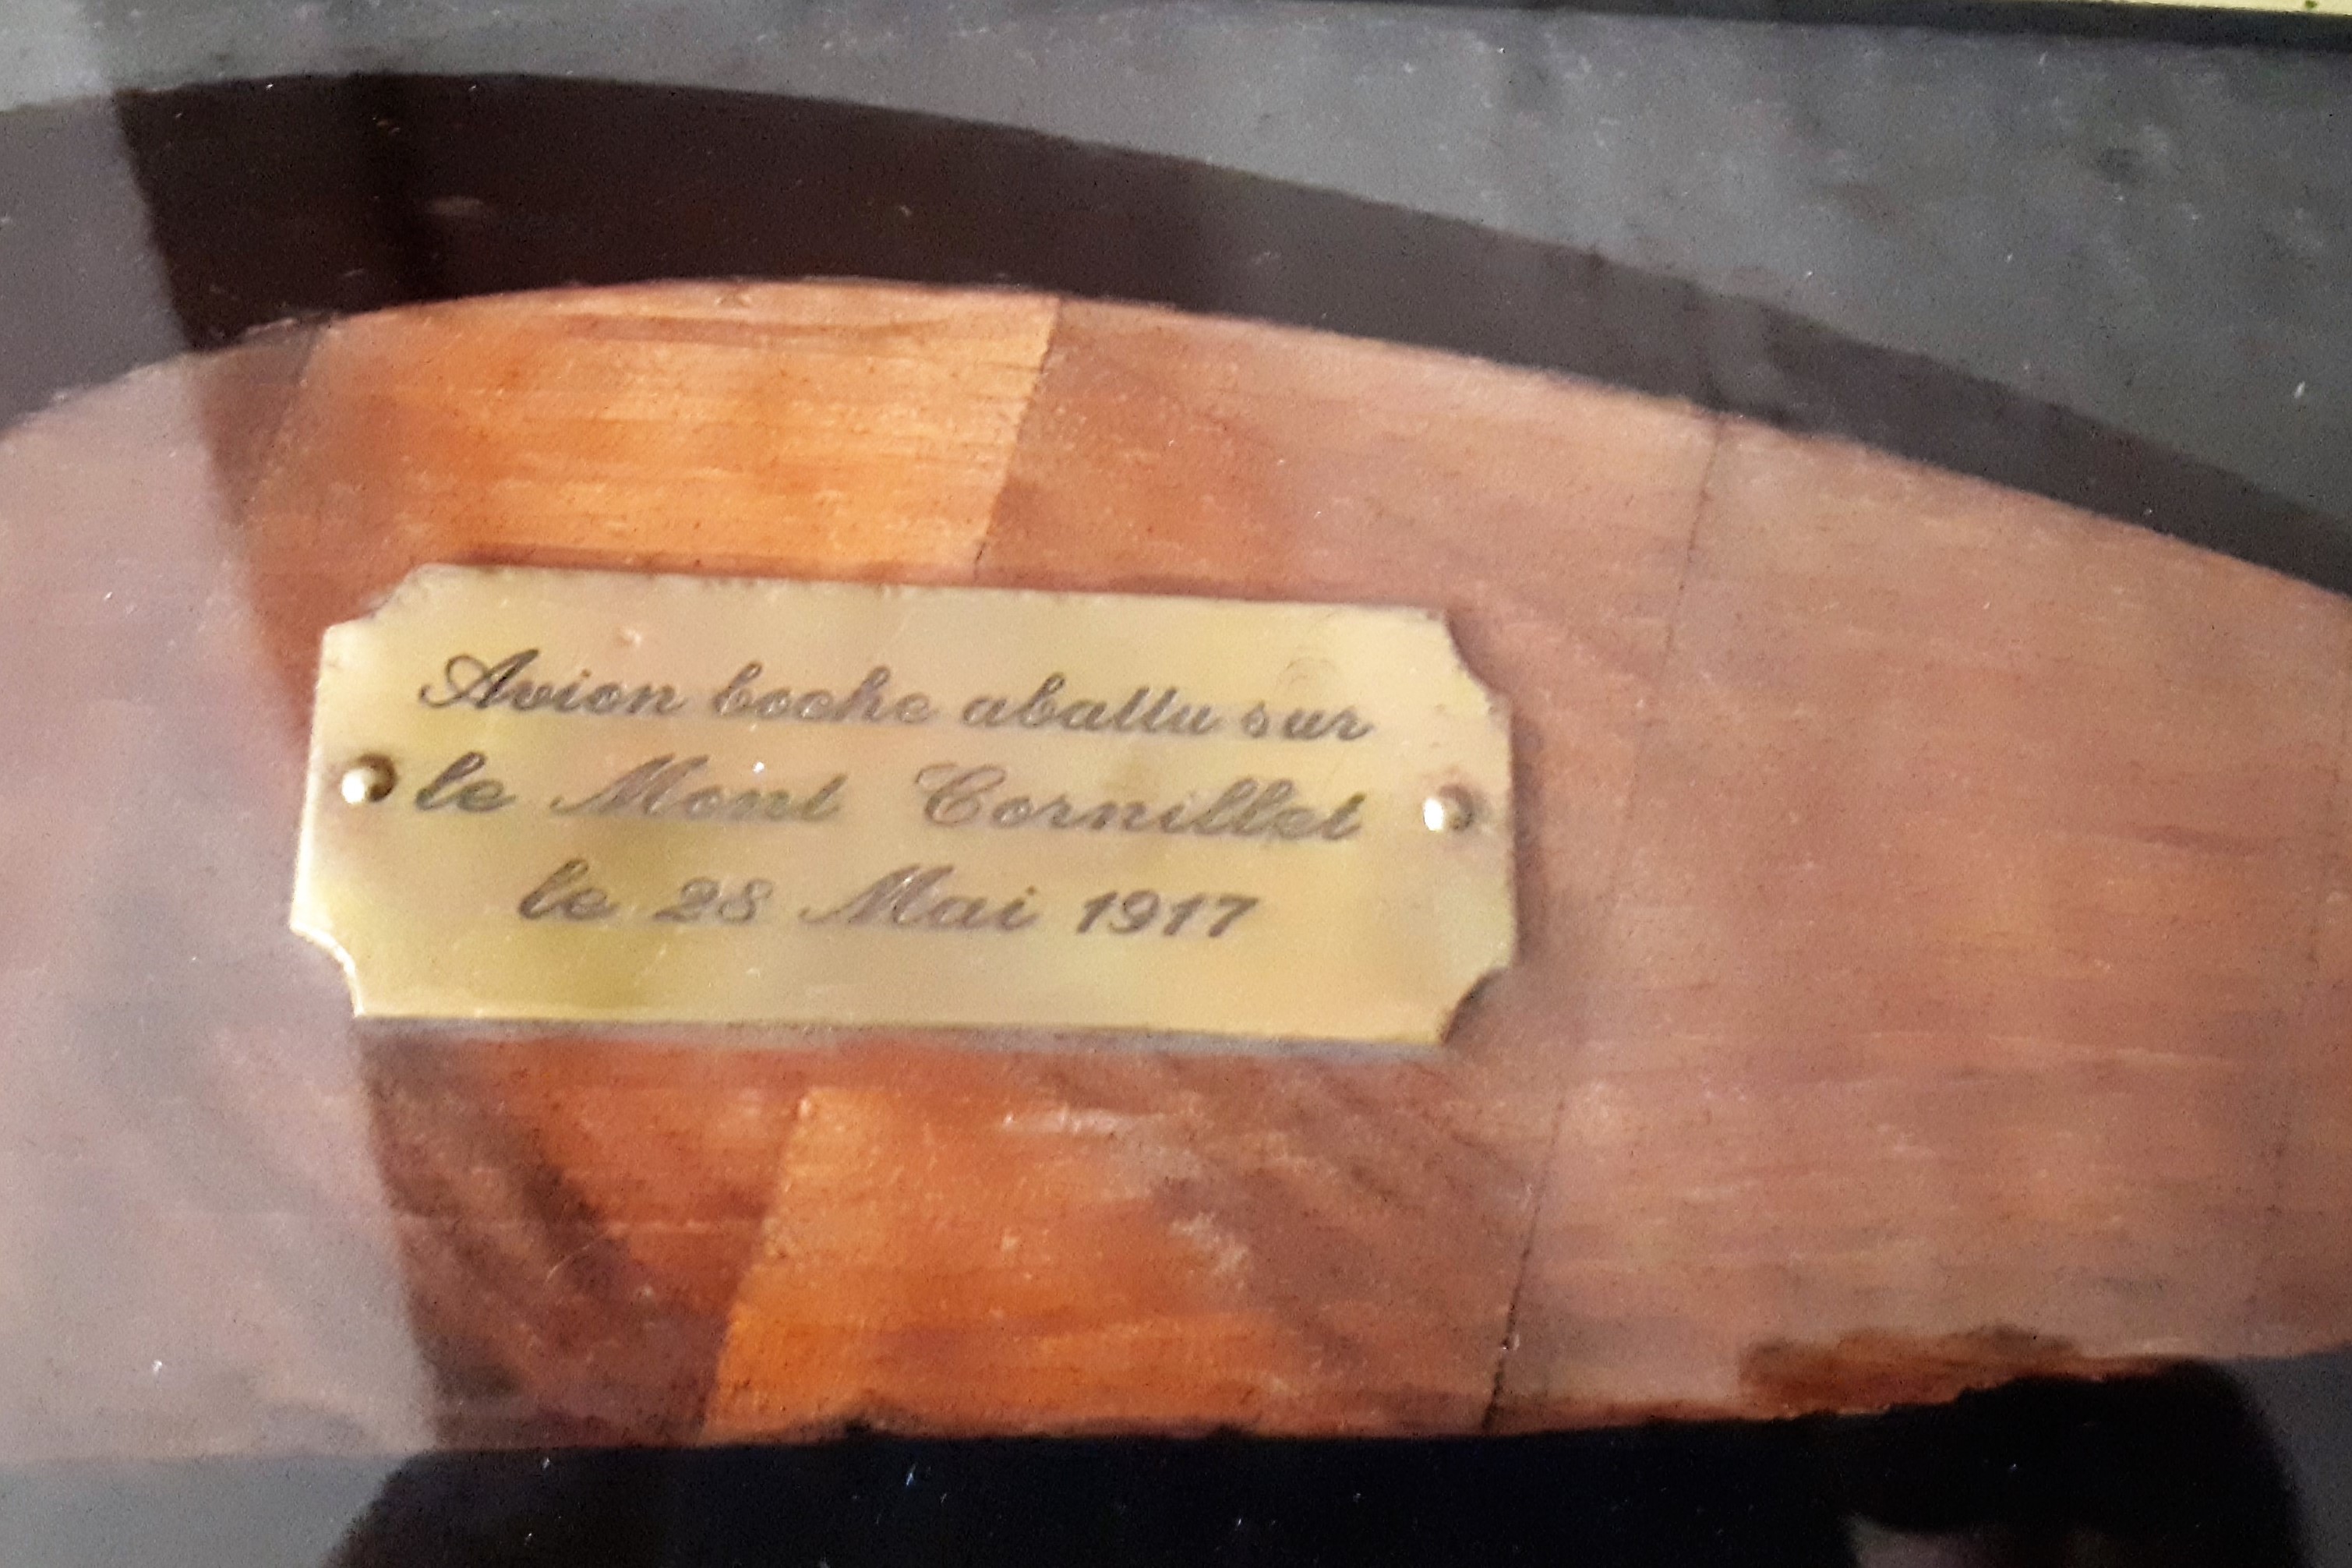 Avion boche abattu sur
le Mont Cornillet
le 28 Mai 1917